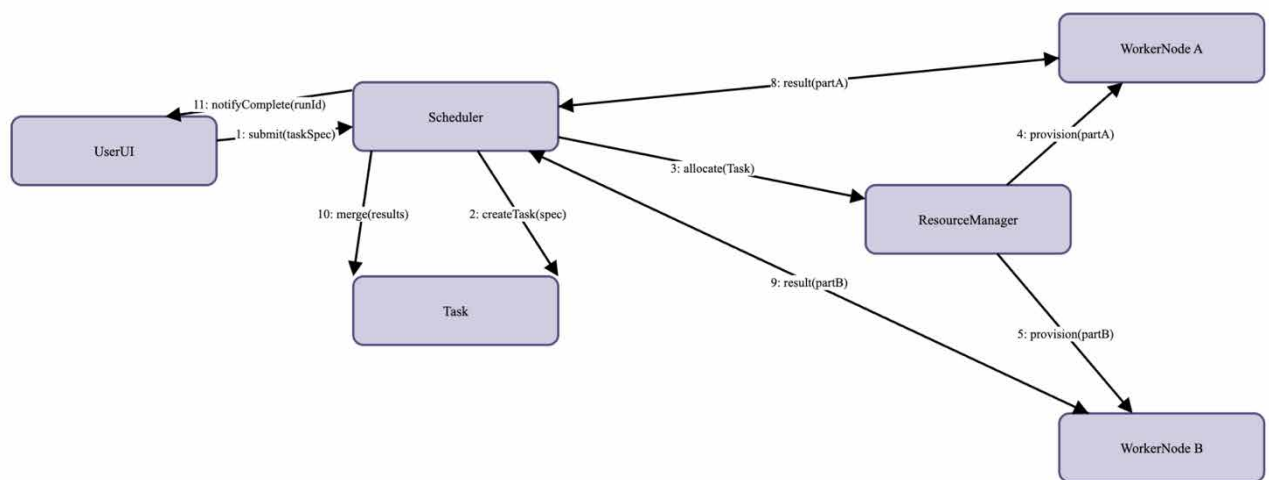 WorkerNode A
8: result(partA)
11: notifyComplete(runId)
Scheduler
1: submit(taskSpec)
4: provision(partA)
UserUI
3: allocate(Task)
10: merge(results)
2: createTask(spec)
ResourceManager
9: result(partB)
Task
5: provision(partB)
WorkerNode B